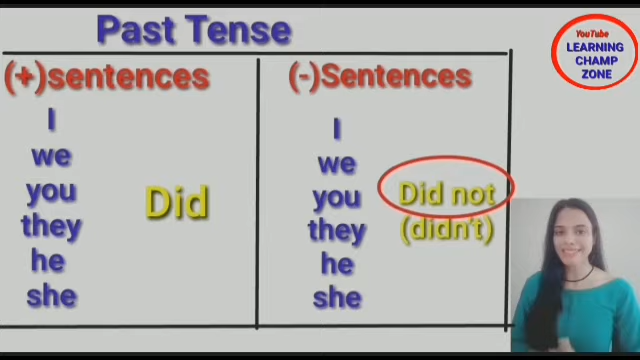 Past Tense
YouTube
LEARNING
CHAMP
ZONE
(+)sentences
I
we
you
they
he
she
Did
(-)Sentences
I
we
you
they
he
she
Did not
(didn't)